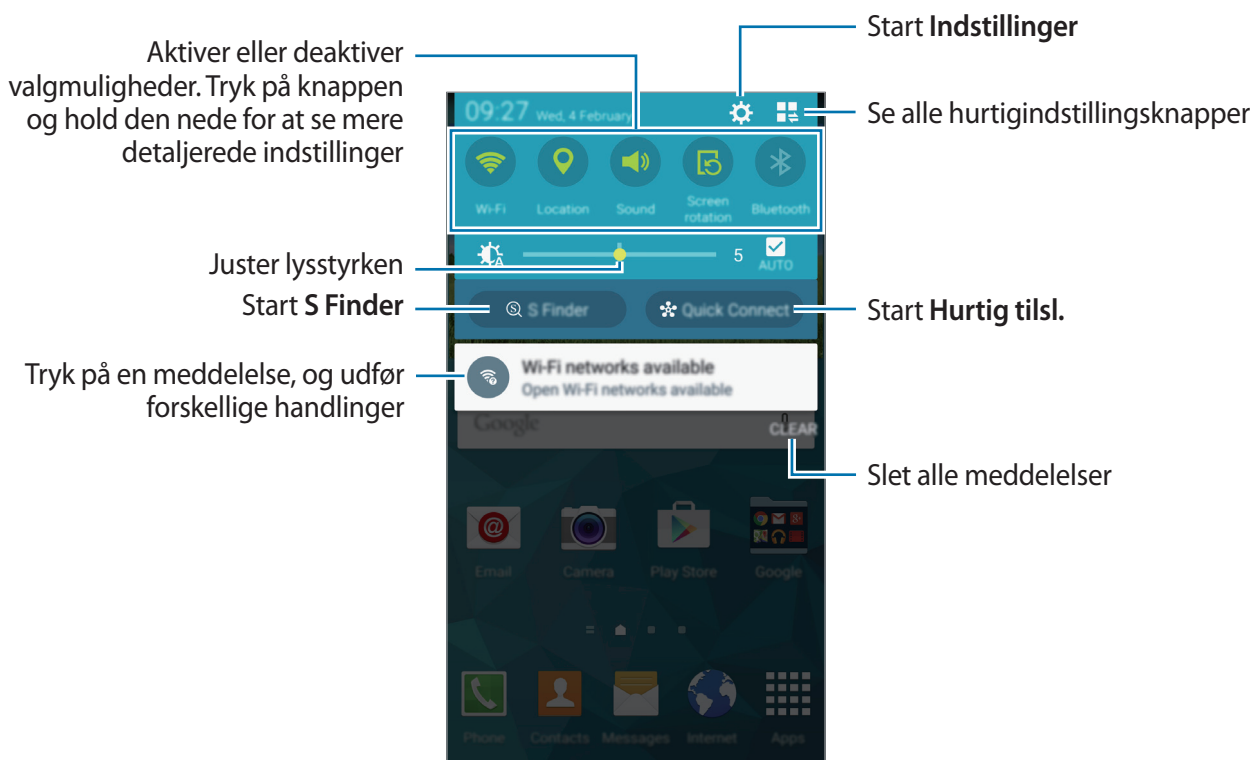 Start Indstillinger
Aktiver eller deaktiver
valgmuligheder. Tryk på knappen
og hold den nede for at se mere
detaljerede indstillinger
Se alle hurtigindstillingsknapper
09:27 Wed, 4 February
Wi-Fi Location Sound Screen rotation Bluetooth
Juster lysstyrken
A 5 AUTO
Start S Finder
S S Finder Quick Connect
Start Hurtig tilsl.
Tryk på en meddelelse, og udfør
forskellige handlinger
Wi-Fi networks available
Open Wi-Fi networks available
Google
CLEAR
Slet alle meddelelser
@
Email Camera Play Store Google
Phone Contacts Messages Internet Apps